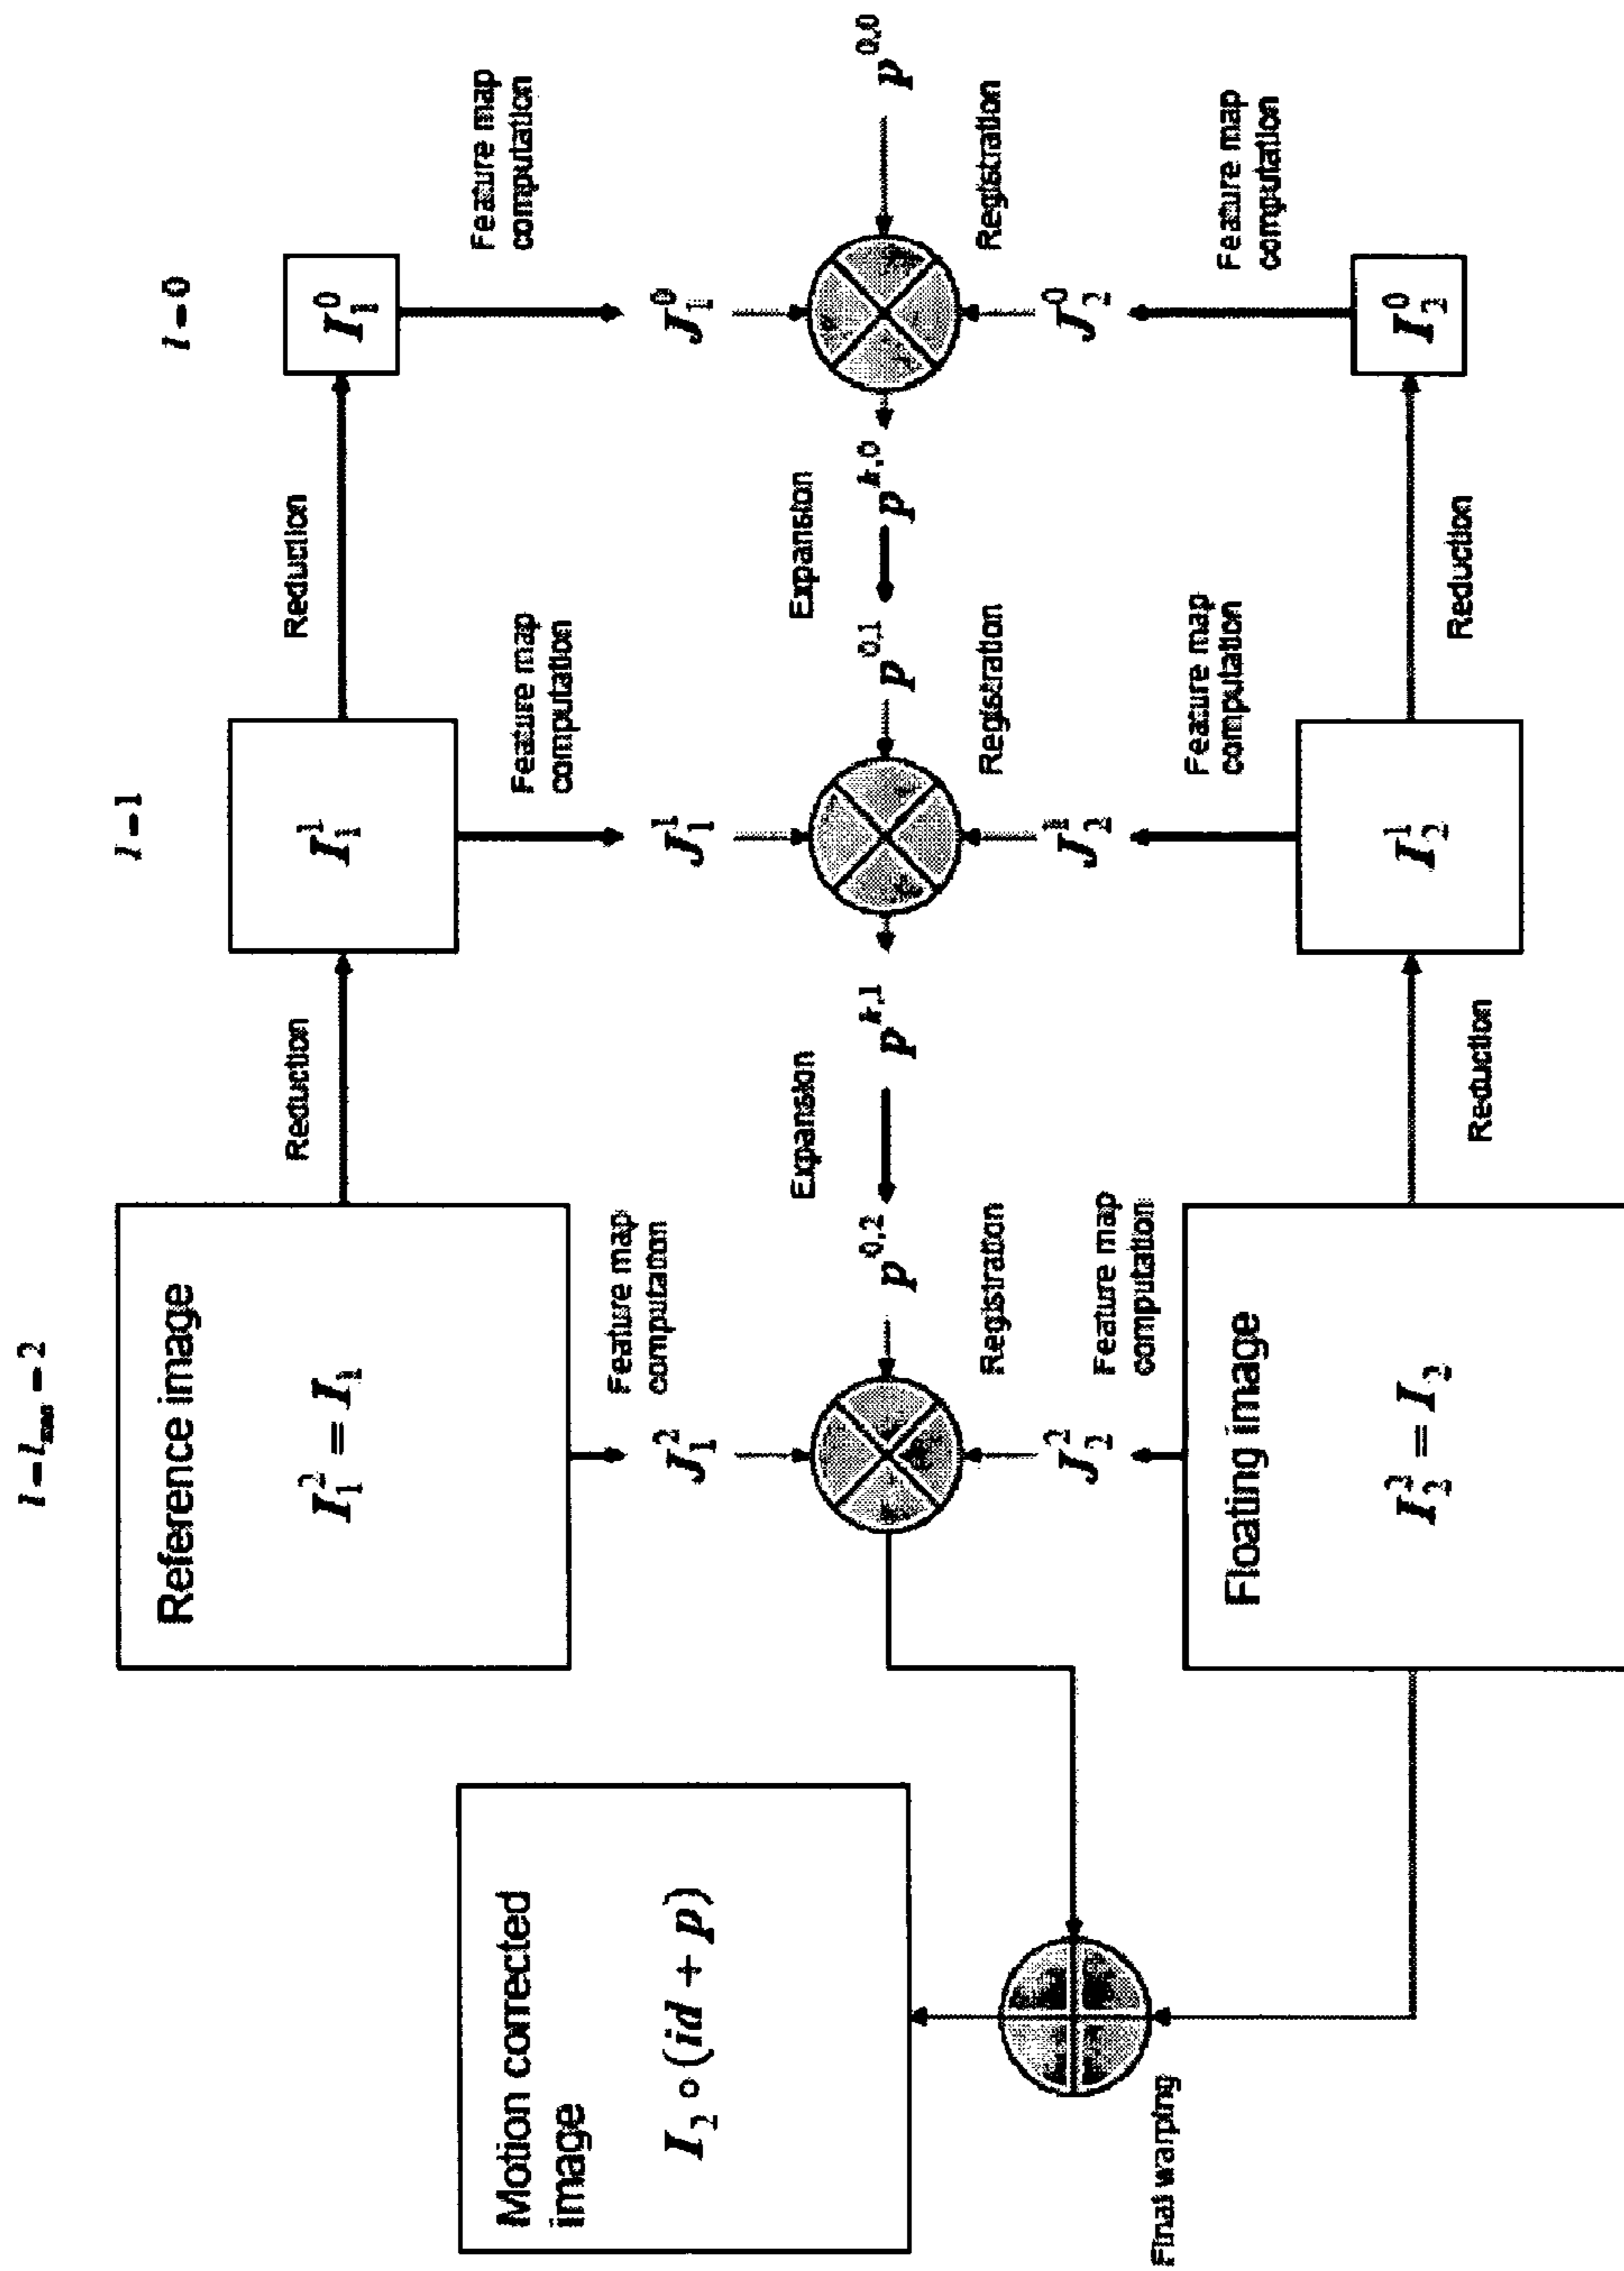 l = l_max = 2
l = 1
l = 0
Reference image
I_1^2 = I_1
Reduction
I_1^1
Reduction
I_1^0
Motion corrected
image
I_2 ∘ (id + p)
Feature map
computation
Feature map
computation
Feature map
computation
J_1^2
J_1^1
J_1^0
Expansion
Expansion
p^{0,2}
p^{k,1}
p^{0,1}
p^{k,0}
p^{0,0}
Registration
Registration
Registration
J_2^2
J_2^1
J_2^0
Feature map
computation
Feature map
computation
Feature map
computation
Final warping
Floating image
I_2^2 = I_2
Reduction
I_2^1
Reduction
I_2^0